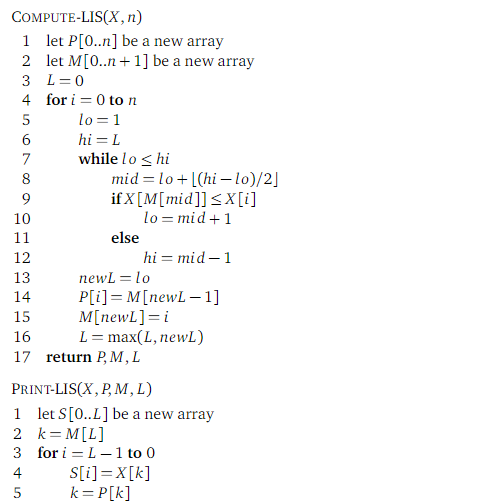 COMPUTE-LIS(X, n)
1 let P[0..n] be a new array
2 let M[0..n+1] be a new array
3 L = 0
4 for i = 0 to n
5 lo = 1
6 hi = L
7 while lo ≤ hi
8 mid = lo + ⌊(hi − lo)/2⌋
9 if X[M[mid]] ≤ X[i]
10 lo = mid + 1
11 else
12 hi = mid − 1
13 newL = lo
14 P[i] = M[newL − 1]
15 M[newL] = i
16 L = max(L, newL)
17 return P, M, L
PRINT-LIS(X, P, M, L)
1 let S[0..L] be a new array
2 k = M[L]
3 for i = L − 1 to 0
4 S[i] = X[k]
5 k = P[k]